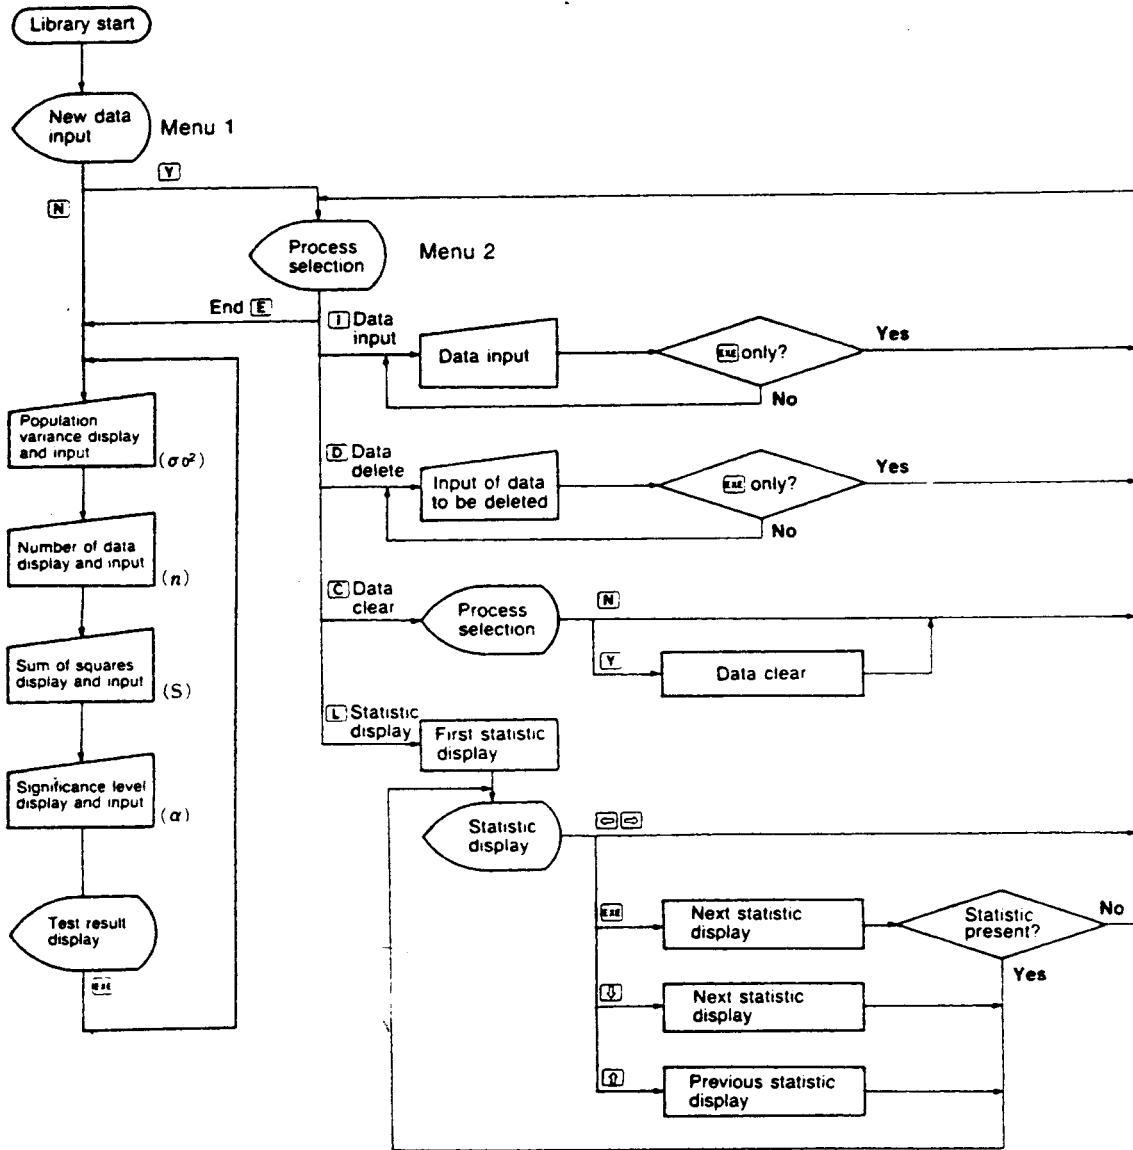 Library start
New data
input
Menu 1
Y
N
Process
selection
Menu 2
End E
I Data
input
Data input
EXE only?
Yes
No
Population
variance display
and input
(σ0²)
D Data
delete
Input of data
to be deleted
EXE only?
Yes
No
Number of data
display and input
(n)
C Data
clear
Process
selection
N
Y
Data clear
Sum of squares
display and input
(S)
L Statistic
display
First statistic
display
Significance level
display and input
(α)
Statistic
display
⇦ ⇨
Test result
display
EXE
EXE
Next statistic
display
Statistic
present?
No
Yes
⇩
Next statistic
display
⇧
Previous statistic
display